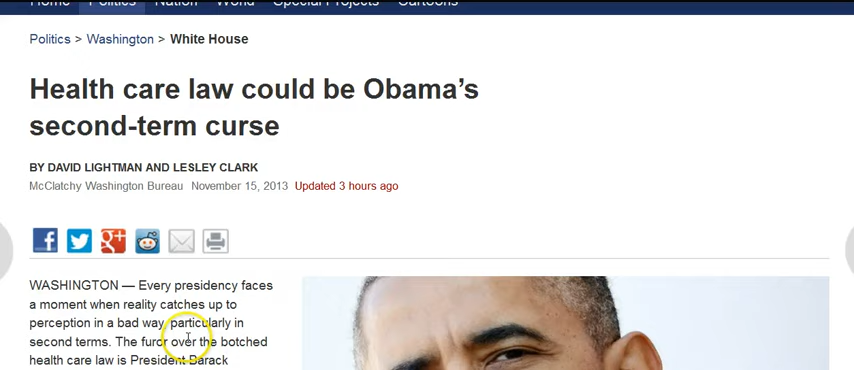 Home Politics Nation World Special Projects Cartoons
Politics > Washington > White House
Health care law could be Obama's
second-term curse
BY DAVID LIGHTMAN AND LESLEY CLARK
McClatchy Washington Bureau November 15, 2013 Updated 3 hours ago
WASHINGTON — Every presidency faces
a moment when reality catches up to
perception in a bad way, particularly in
second terms. The furor over the botched
health care law is President Barack